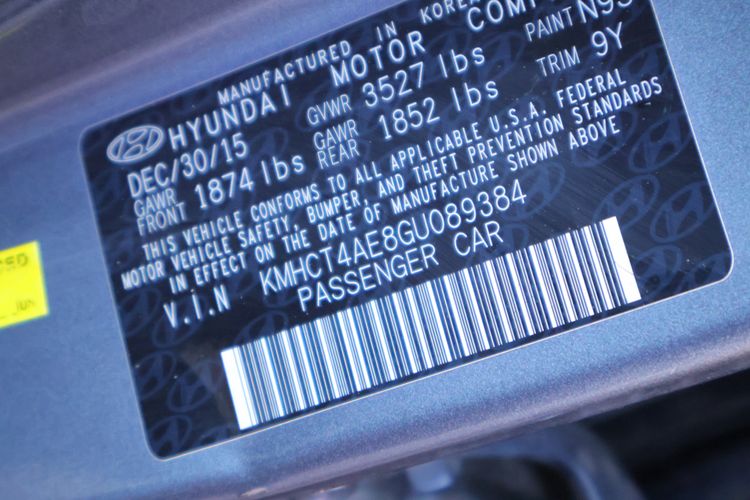 MANUFACTURED IN KOREA
HYUNDAI MOTOR
DEC/30/15 GVWR 3527 lbs PAINT N9
GAWR FRONT 1874 lbs GAWR REAR 1852 lbs TRIM 9Y
THIS VEHICLE CONFORMS TO ALL APPLICABLE U.S.A. FEDERAL
MOTOR VEHICLE SAFETY, BUMPER, AND THEFT PREVENTION STANDARDS
IN EFFECT ON THE DATE OF MANUFACTURE SHOWN ABOVE
V.I.N KMHCT4AE8GU089384
PASSENGER CAR